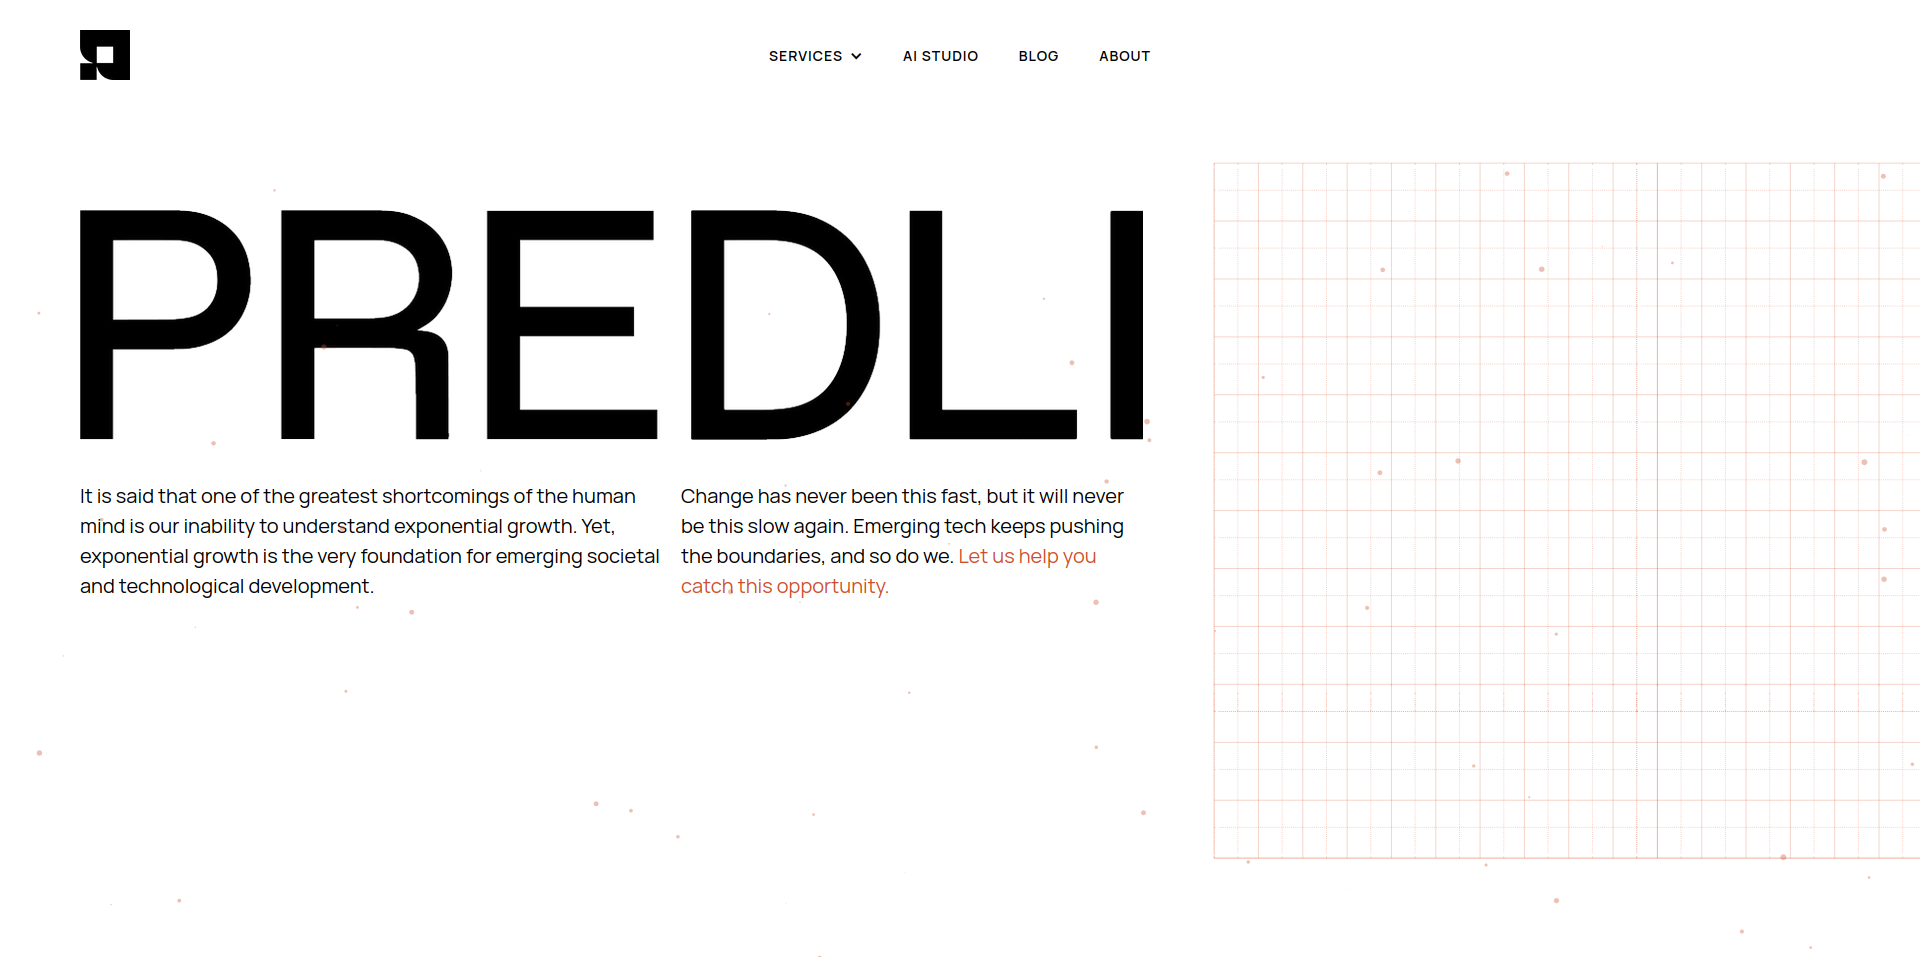 SERVICES
AI STUDIO
BLOG
ABOUT
PREDLI
It is said that one of the greatest shortcomings of the human
mind is our inability to understand exponential growth. Yet,
exponential growth is the very foundation for emerging societal
and technological development.
Change has never been this fast, but it will never
be this slow again. Emerging tech keeps pushing
the boundaries, and so do we. Let us help you
catch this opportunity.